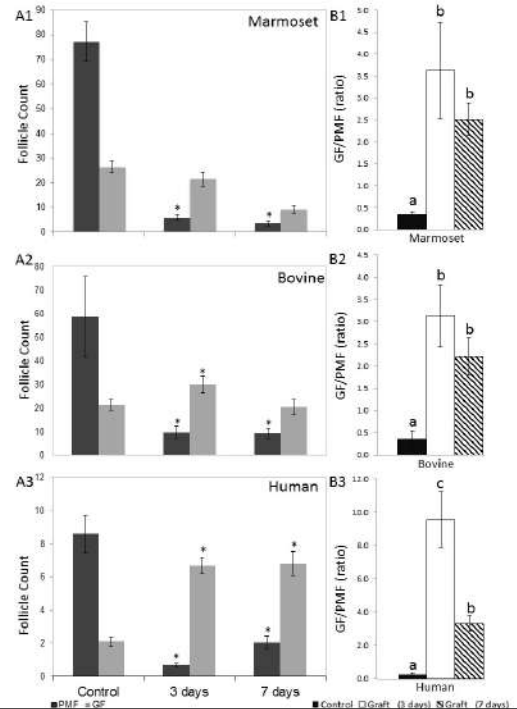 A1
Marmoset
Follicle Count
90
80
70
60
50
40
30
20
10
0
*
*
B1
GF/PMF (ratio)
5.0
4.5
4.0
3.5
3.0
2.5
2.0
1.5
1.0
0.5
0.0
a
b
b
Marmoset
A2
Bovine
Follicle Count
80
70
60
50
40
30
20
10
0
*
*
*
B2
GF/PMF (ratio)
4.5
4.0
3.5
3.0
2.5
2.0
1.5
1.0
0.5
0.0
a
b
b
Bovine
A3
Human
Follicle Count
12
10
8
6
4
2
0
*
*
*
*
Control 3 days 7 days
PMF GF
B3
GF/PMF (ratio)
12.0
10.0
8.0
6.0
4.0
2.0
0.0
a
c
b
Human
Control Graft (3 days) Graft (7 days)